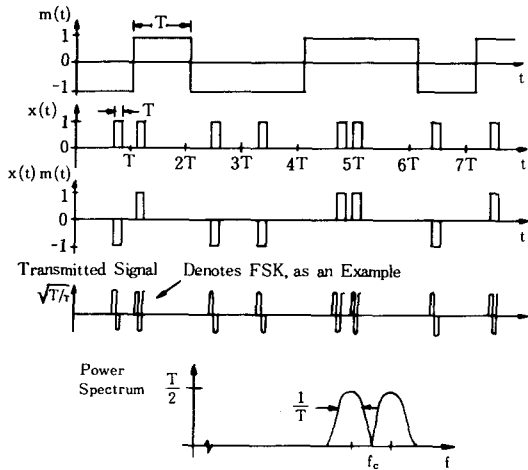 m(t)
1
T
0
-1
t
x(t)
T
1
0
T 2T 3T 4T 5T 6T 7T
t
x(t) m(t)
1
0
-1
t
Transmitted Signal Denotes FSK, as an Example
√T/τ
t
Power
Spectrum
T/2
1/T
f_c
f